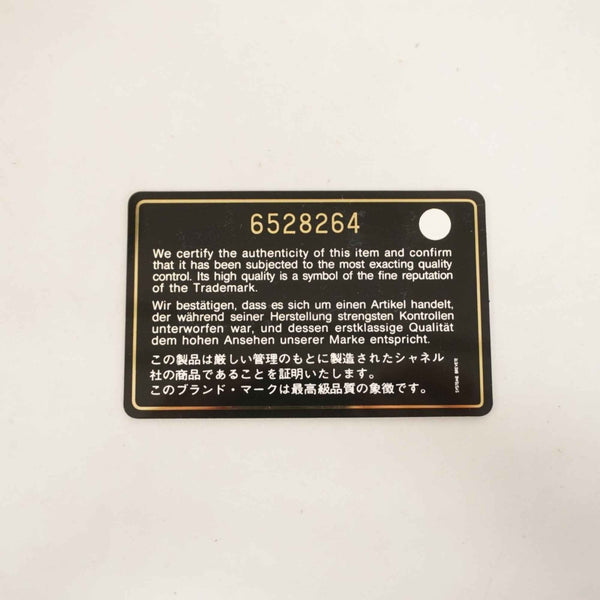 6528264
We certify the authenticity of this item and confirm
that it has been subjected to the most exacting quality
control. Its high quality is a symbol of the fine reputation
of the Trademark.
Wir bestätigen, dass es sich um einen Artikel handelt,
der während seiner Herstellung strengsten Kontrollen
unterworfen war, und dessen erstklassige Qualität
dem hohen Ansehen unserer Marke entspricht.
この製品は厳しい管理のもとに製造されたシャネル
社の商品であることを証明いたします。
このブランド・マークは最高級品質の象徴です。